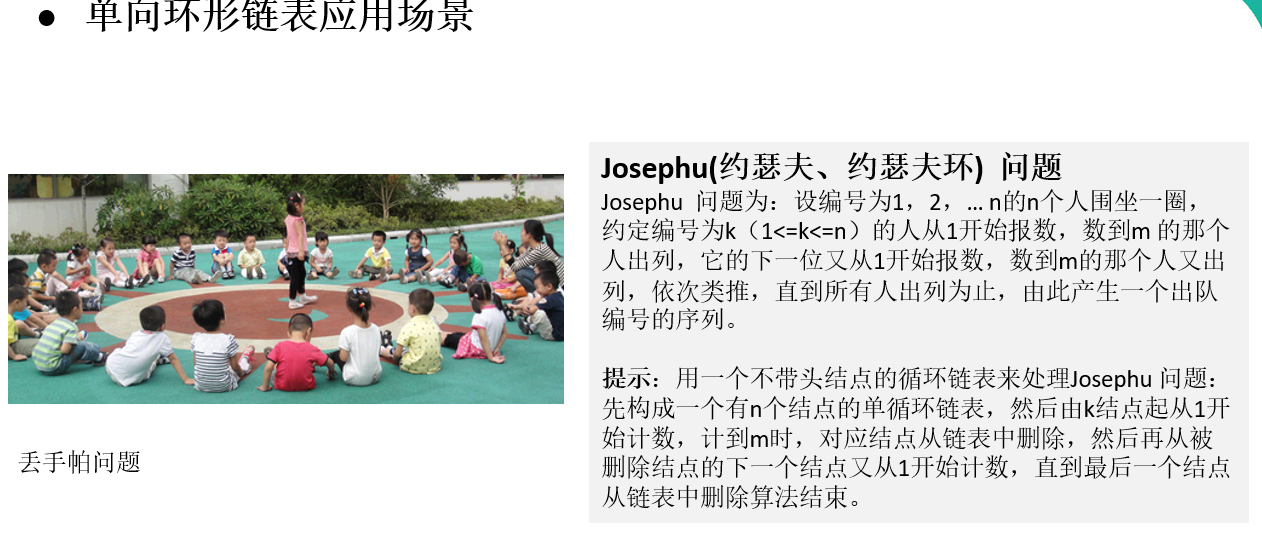 ● 单向环形链表应用场景
Josephu(约瑟夫、约瑟夫环) 问题
Josephu 问题为：设编号为1，2，… n的n个人围坐一圈，
约定编号为k（1<=k<=n）的人从1开始报数，数到m 的那个
人出列，它的下一位又从1开始报数，数到m的那个人又出
列，依次类推，直到所有人出列为止，由此产生一个出队
编号的序列。
提示：用一个不带头结点的循环链表来处理Josephu 问题：
先构成一个有n个结点的单循环链表，然后由k结点起从1开
始计数，计到m时，对应结点从链表中删除，然后再从被
删除结点的下一个结点又从1开始计数，直到最后一个结点
从链表中删除算法结束。
丢手帕问题